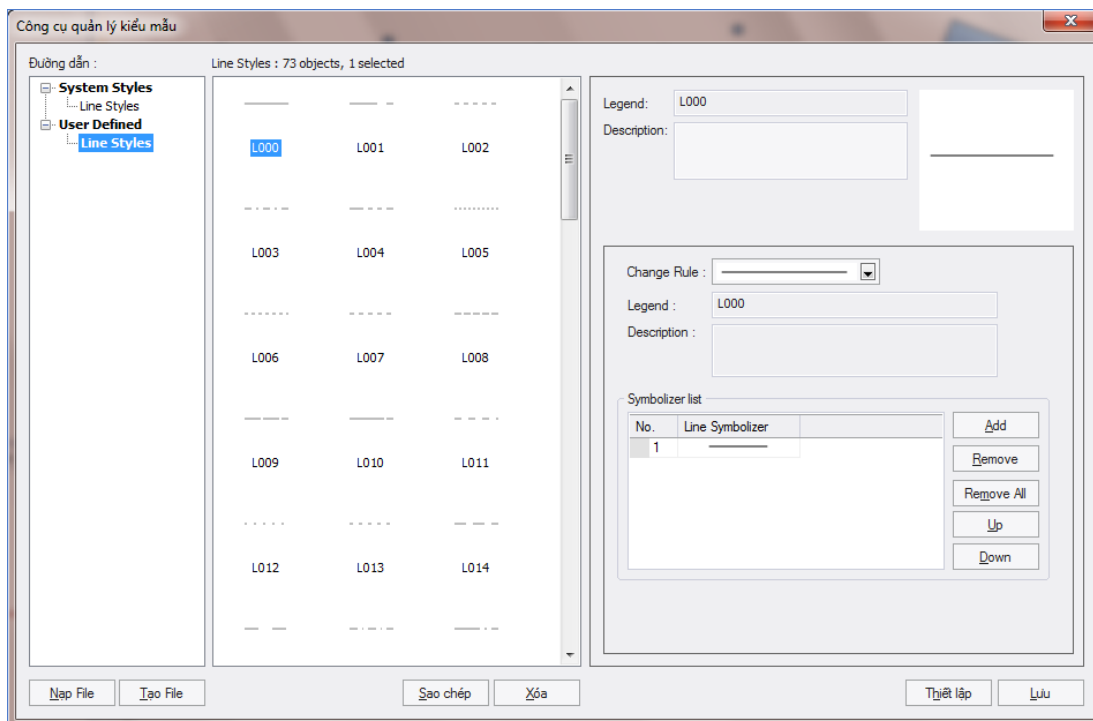 Công cụ quản lý kiểu mẫu
Đường dẫn :
Line Styles : 73 objects, 1 selected
System Styles
Line Styles
User Defined
Line Styles
L000 L001 L002
L003 L004 L005
L006 L007 L008
L009 L010 L011
L012 L013 L014
Legend: L000
Description:
Change Rule :
Legend : L000
Description :
Symbolizer list
No. Line Symbolizer
1
Add
Remove
Remove All
Up
Down
Nạp File
Tạo File
Sao chép
Xóa
Thiết lập
Lưu